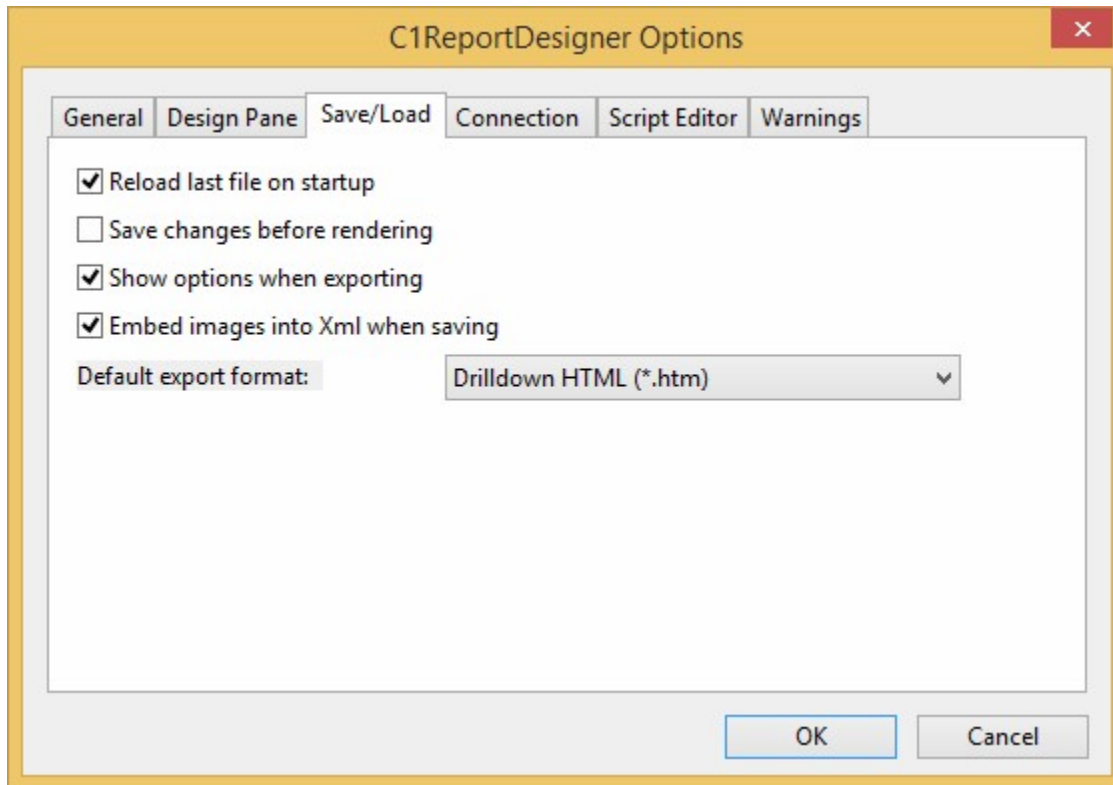 C1ReportDesigner Options
General Design Pane Save/Load Connection Script Editor Warnings
Reload last file on startup
Save changes before rendering
Show options when exporting
Embed images into Xml when saving
Default export format: Drilldown HTML (*.htm)
OK Cancel